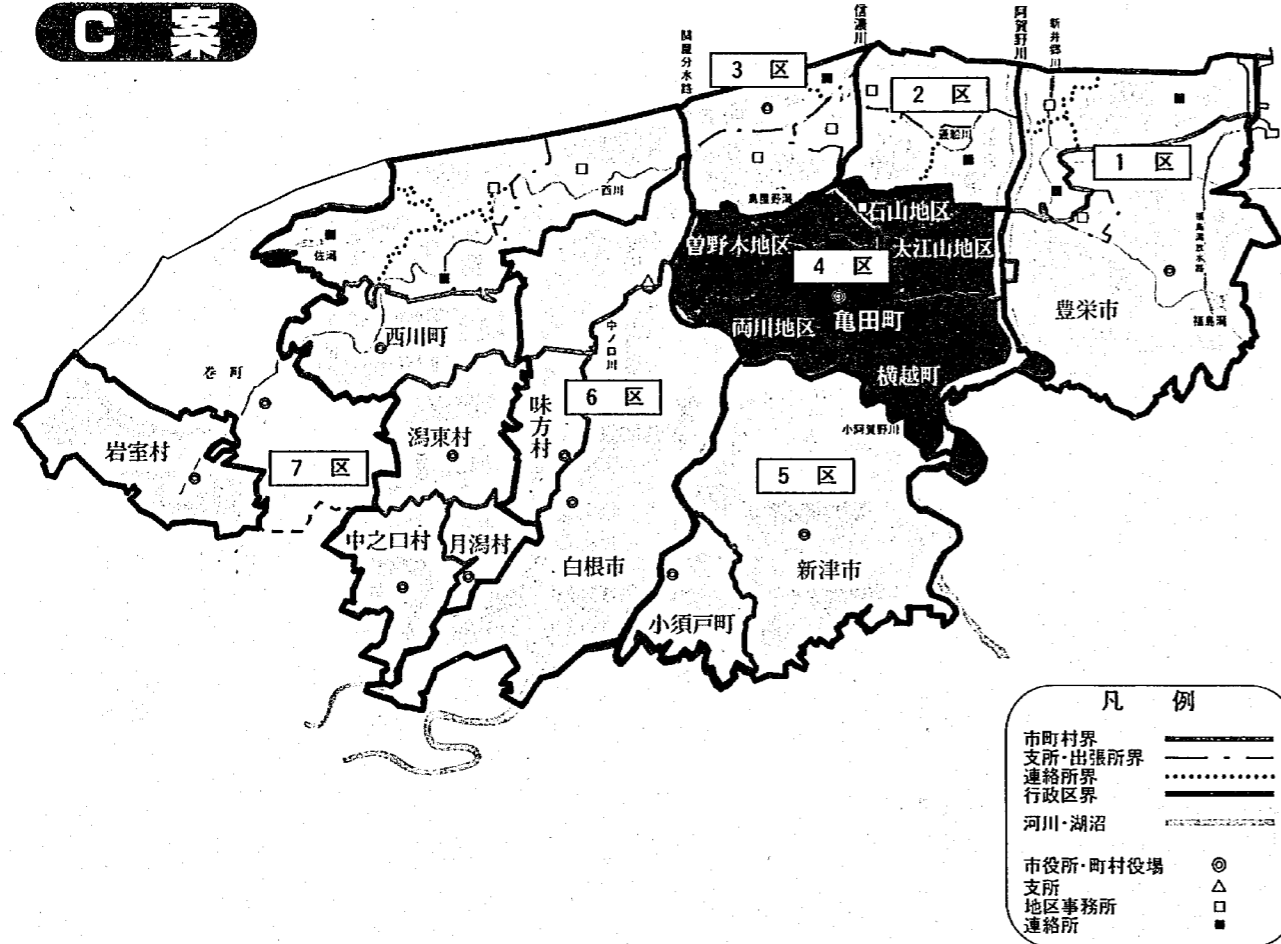 C 案
関屋分水路
信濃川
阿賀野川
新井郷川
3 区
2 区
1 区
通船川
西川
鳥屋野潟
石山地区
曽野木地区
大江山地区
4 区
亀田町
両川地区
横越町
佐潟
豊栄市
福島潟放水路
福島潟
西川町
中ノ口川
巻町
6 区
味方村
小阿賀野川
岩室村
潟東村
7 区
5 区
中之口村
月潟村
白根市
新津市
小須戸町
凡 例
市町村界
支所・出張所界
連絡所界
行政区界
河川・湖沼
市役所・町村役場
支所
地区事務所
連絡所